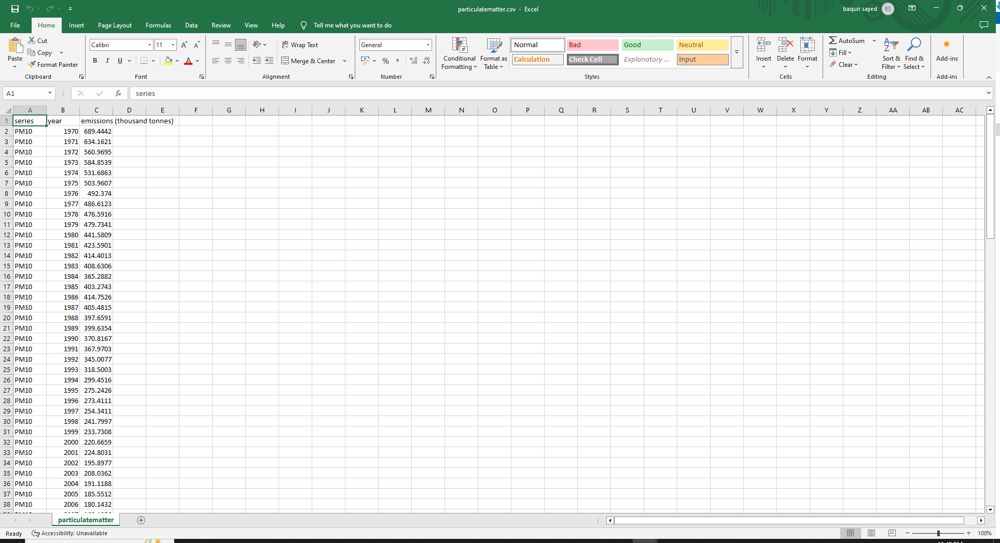 particulatematter.csv - Excel
baquir sayed BS
File Home Insert Page Layout Formulas Data Review View Help Tell me what you want to do
Paste
Cut
Copy
Format Painter
Clipboard
Calibri 11
B I U
Font
Wrap Text
Merge & Center
Alignment
General
Number
Conditional Formatting
Format as Table
Normal Bad Good Neutral
Calculation Check Cell Explanatory ... Input
Styles
Insert Delete Format
Cells
AutoSum
Fill
Clear
Sort & Filter
Find & Select
Editing
Add-ins
Add-ins
A1 fx series
A B C D E F G H I J K L M N O P Q R S T U V W X Y Z AA AB AC
1 series year emissions (thousand tonnes)
2 PM10 1970 689.4442
3 PM10 1971 634.1621
4 PM10 1972 560.9695
5 PM10 1973 584.8539
6 PM10 1974 531.6863
7 PM10 1975 503.9607
8 PM10 1976 492.374
9 PM10 1977 486.6123
10 PM10 1978 476.5916
11 PM10 1979 479.7341
12 PM10 1980 441.5809
13 PM10 1981 423.5901
14 PM10 1982 414.4013
15 PM10 1983 408.6306
16 PM10 1984 365.2882
17 PM10 1985 403.2743
18 PM10 1986 414.7526
19 PM10 1987 405.4815
20 PM10 1988 397.6591
21 PM10 1989 399.6354
22 PM10 1990 370.8167
23 PM10 1991 367.9703
24 PM10 1992 345.0077
25 PM10 1993 318.5003
26 PM10 1994 299.4516
27 PM10 1995 275.2426
28 PM10 1996 273.4111
29 PM10 1997 254.3411
30 PM10 1998 241.7997
31 PM10 1999 233.7308
32 PM10 2000 220.6659
33 PM10 2001 224.8031
34 PM10 2002 195.8977
35 PM10 2003 208.0362
36 PM10 2004 191.1188
37 PM10 2005 185.5512
38 PM10 2006 180.1432
particulatematter
Ready Accessibility: Unavailable 100%